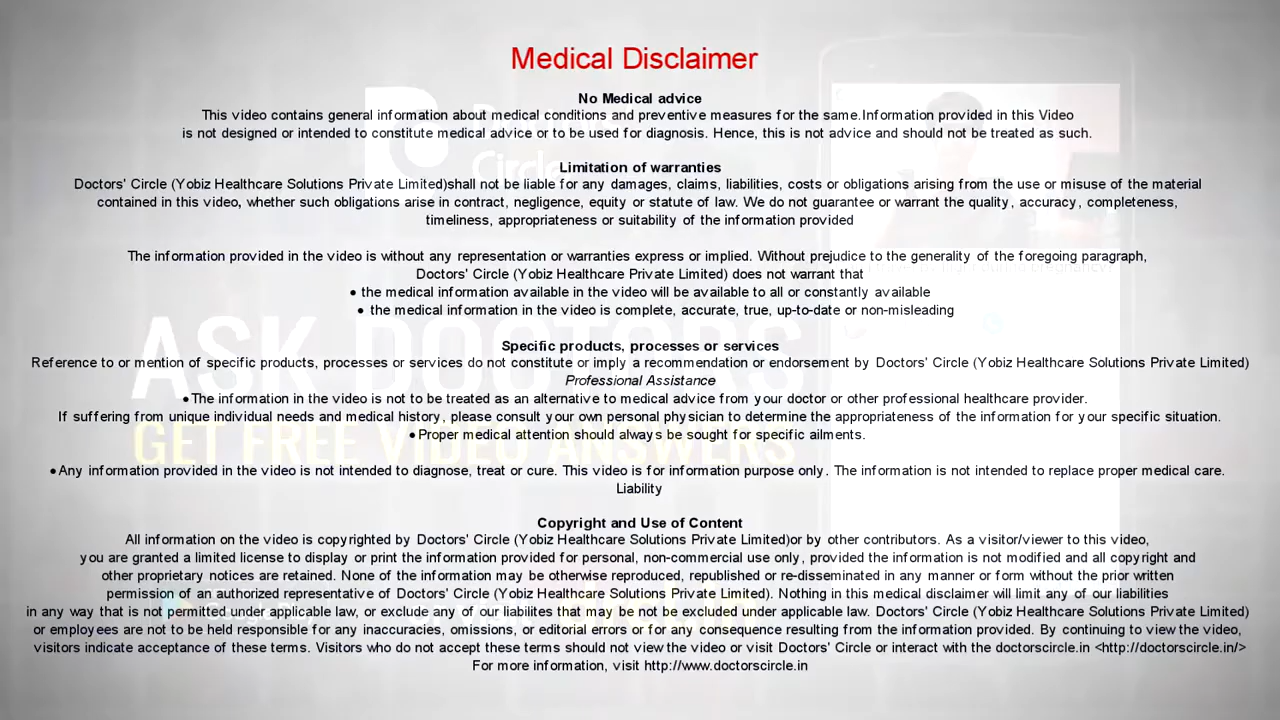 Medical Disclaimer
No Medical advice
This video contains general information about medical conditions and preventive measures for the same.Information provided in this Video
is not designed or intended to constitute medical advice or to be used for diagnosis. Hence, this is not advice and should not be treated as such.
Limitation of warranties
Doctors' Circle (Yobiz Healthcare Solutions Private Limited)shall not be liable for any damages, claims, liabilities, costs or obligations arising from the use or misuse of the material
contained in this video, whether such obligations arise in contract, negligence, equity or statute of law. We do not guarantee or warrant the quality, accuracy, completeness,
timeliness, appropriateness or suitability of the information provided
The information provided in the video is without any representation or warranties express or implied. Without prejudice to the generality of the foregoing paragraph,
Doctors' Circle (Yobiz Healthcare Private Limited) does not warrant that
• the medical information available in the video will be available to all or constantly available
• the medical information in the video is complete, accurate, true, up-to-date or non-misleading
ASK DOCTORS
Specific products, processes or services
Reference to or mention of specific products, processes or services do not constitute or imply a recommendation or endorsement by Doctors' Circle (Yobiz Healthcare Solutions Private Limited)
Professional Assistance
•The information in the video is not to be treated as an alternative to medical advice from your doctor or other professional healthcare provider.
If suffering from unique individual needs and medical history, please consult your own personal physician to determine the appropriateness of the information for your specific situation.
•Proper medical attention should always be sought for specific ailments.
GET FREE VIDEO ANSWERS
•Any information provided in the video is not intended to diagnose, treat or cure. This video is for information purpose only. The information is not intended to replace proper medical care.
Liability
Copyright and Use of Content
All information on the video is copyrighted by Doctors' Circle (Yobiz Healthcare Solutions Private Limited)or by other contributors. As a visitor/viewer to this video,
you are granted a limited license to display or print the information provided for personal, non-commercial use only, provided the information is not modified and all copyright and
other proprietary notices are retained. None of the information may be otherwise reproduced, republished or re-disseminated in any manner or form without the prior written
permission of an authorized representative of Doctors' Circle (Yobiz Healthcare Solutions Private Limited). Nothing in this medical disclaimer will limit any of our liabilities
in any way that is not permitted under applicable law, or exclude any of our liabilites that may be not be excluded under applicable law. Doctors' Circle (Yobiz Healthcare Solutions Private Limited)
or employees are not to be held responsible for any inaccuracies, omissions, or editorial errors or for any consequence resulting from the information provided. By continuing to view the video,
visitors indicate acceptance of these terms. Visitors who do not accept these terms should not view the video or visit Doctors' Circle or interact with the doctorscircle.in <http://doctorscircle.in/>
For more information, visit http://www.doctorscircle.in